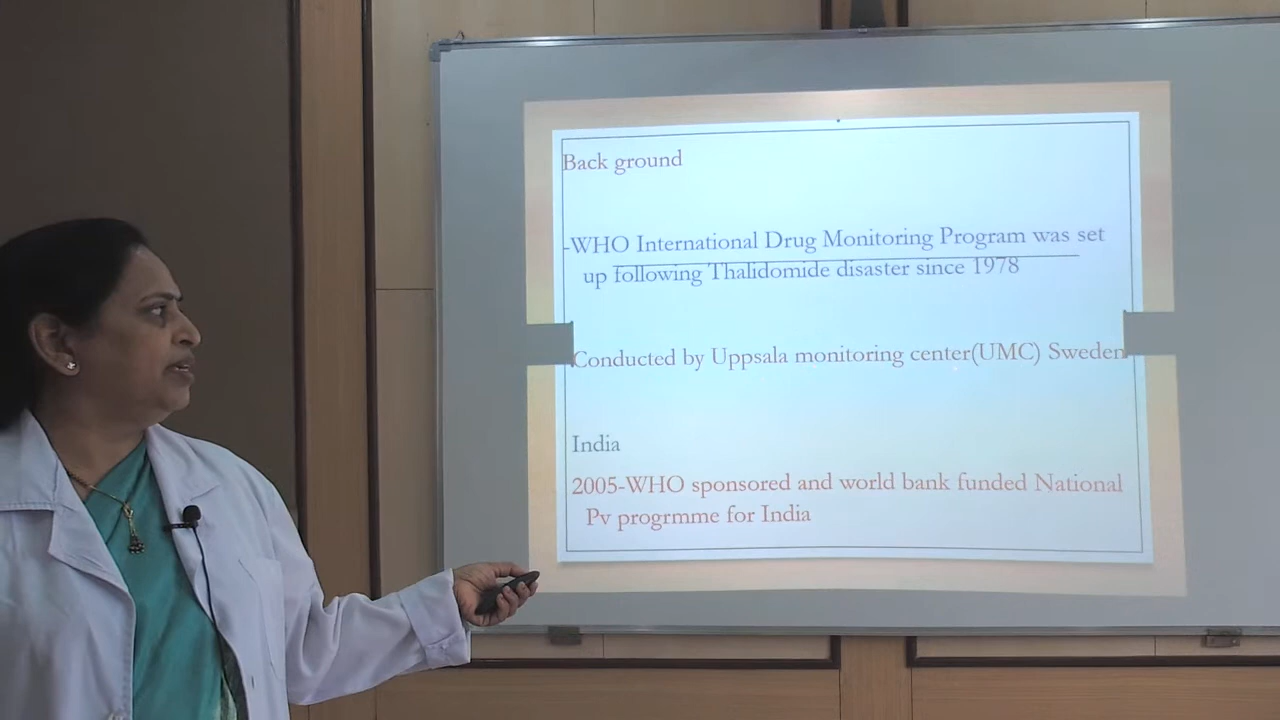 Back ground
-WHO International Drug Monitoring Program was set
up following Thalidomide disaster since 1978
Conducted by Uppsala monitoring center(UMC) Sweden
India
2005-WHO sponsored and world bank funded National
Pv progrmme for India